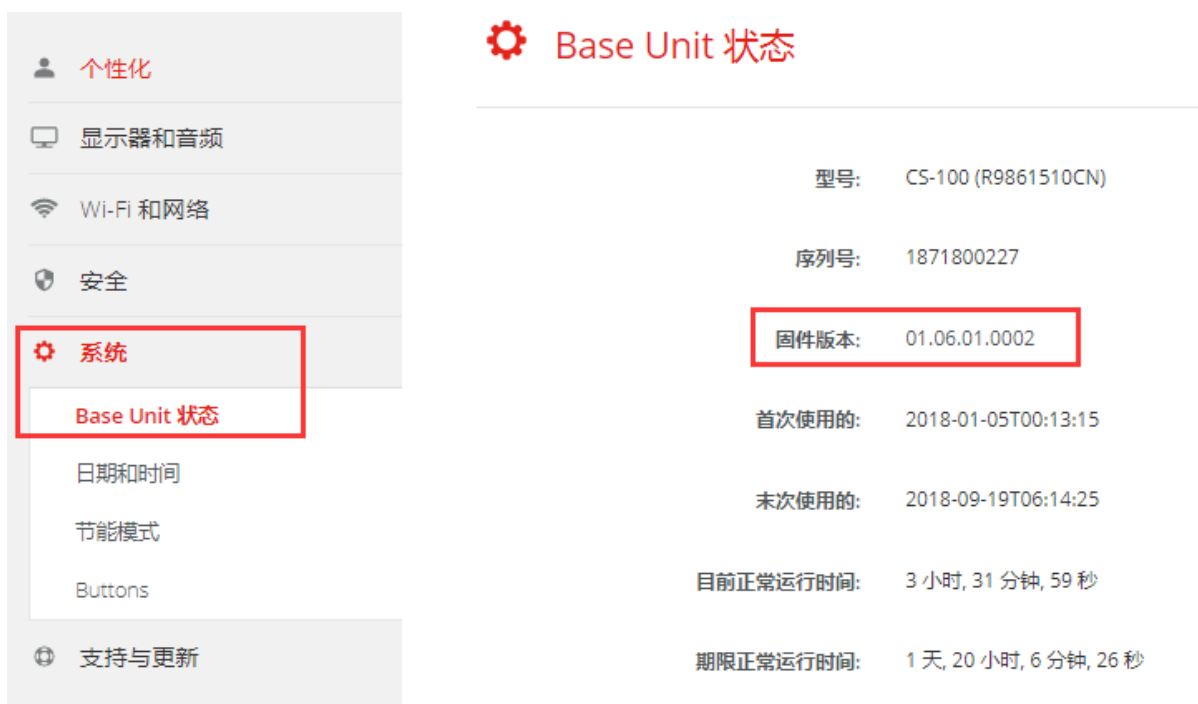 个性化
显示器和音频
Wi-Fi 和网络
安全
系统
Base Unit 状态
日期和时间
节能模式
Buttons
支持与更新
Base Unit 状态
型号: CS-100 (R9861510CN)
序列号: 1871800227
固件版本: 01.06.01.0002
首次使用的: 2018-01-05T00:13:15
末次使用的: 2018-09-19T06:14:25
目前正常运行时间: 3 小时, 31 分钟, 59 秒
期限正常运行时间: 1 天, 20 小时, 6 分钟, 26 秒